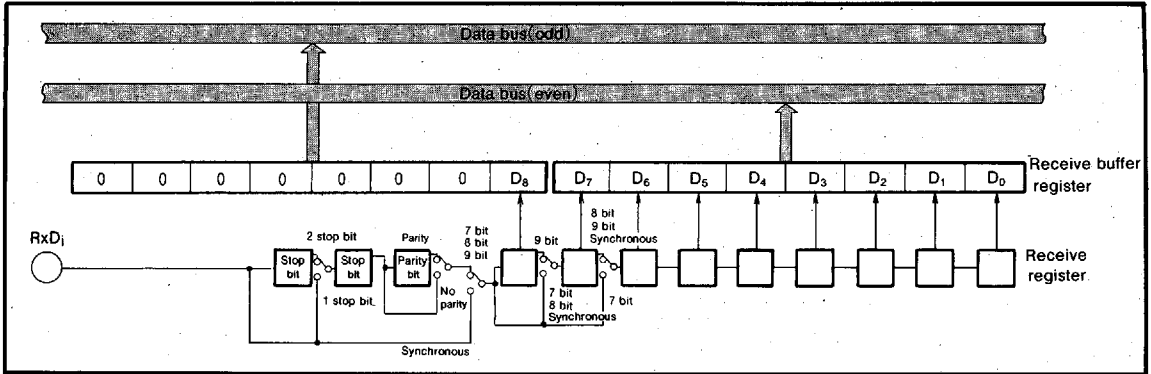 Data bus(odd)
Data bus(even)
0 0 0 0 0 0 0 D8 D7 D6 D5 D4 D3 D2 D1 D0
Receive buffer
register
RxDi
2 stop bit
Parity
7 bit
8 bit
9 bit
9 bit
8 bit
9 bit
Synchronous
Stop
bit
Stop
bit
Parity
bit
Receive
register
1 stop bit
No
parity
7 bit
8 bit
Synchronous
7 bit
Synchronous